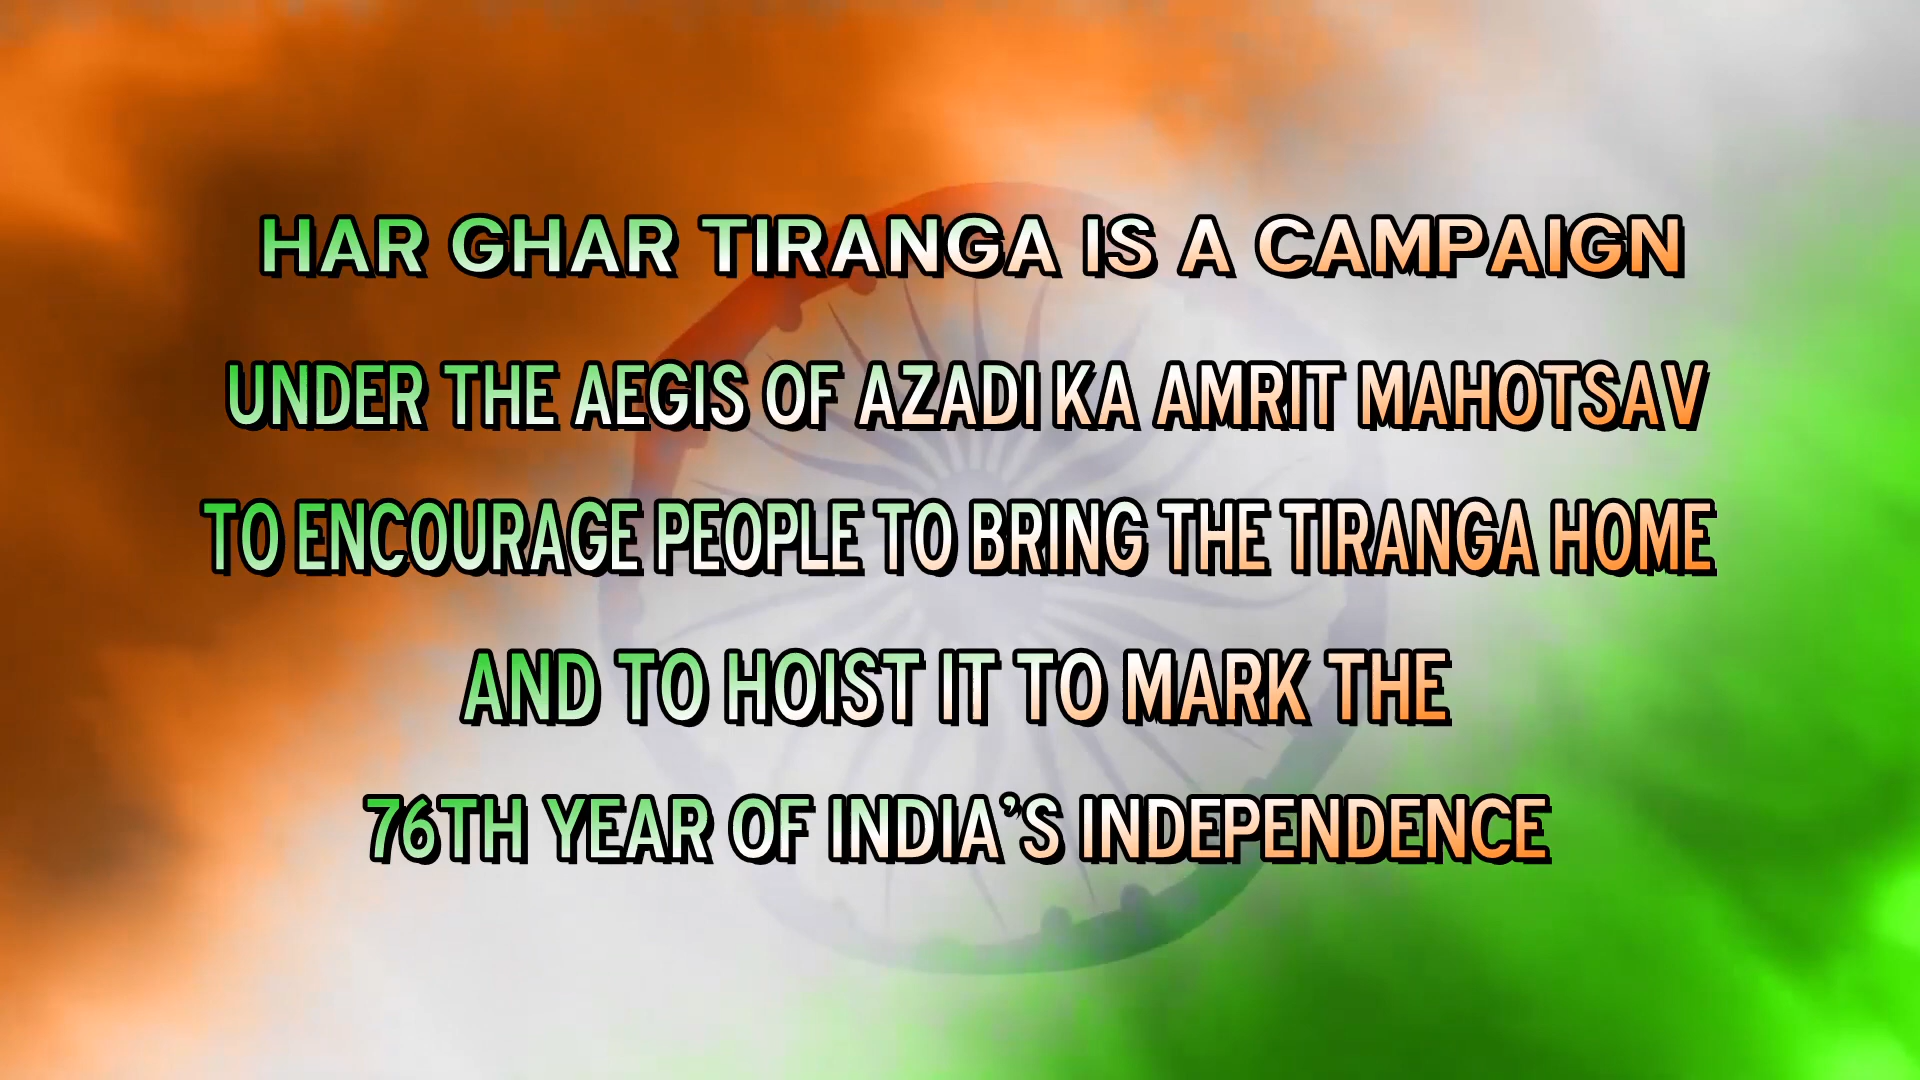 HAR GHAR TIRANGA IS A CAMPAIGN
UNDER THE AEGIS OF AZADI KA AMRIT MAHOTSAV
TO ENCOURAGE PEOPLE TO BRING THE TIRANGA HOME
AND TO HOIST IT TO MARK THE
76TH YEAR OF INDIA’S INDEPENDENCE